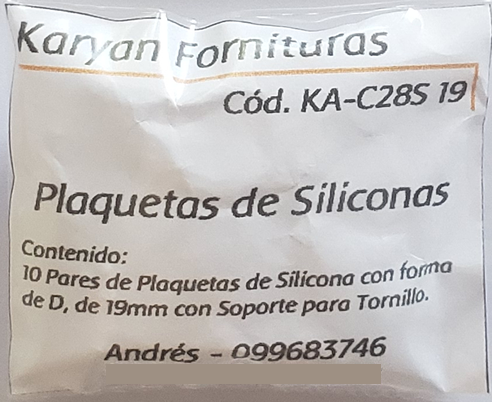 Karyan Fornituras
Cód. KA-C28S 19
Plaquetas de Siliconas
Contenido:
10 Pares de Plaquetas de Silicona con forma
de D, de 19mm con Soporte para Tornillo.
Andrés - 099683746